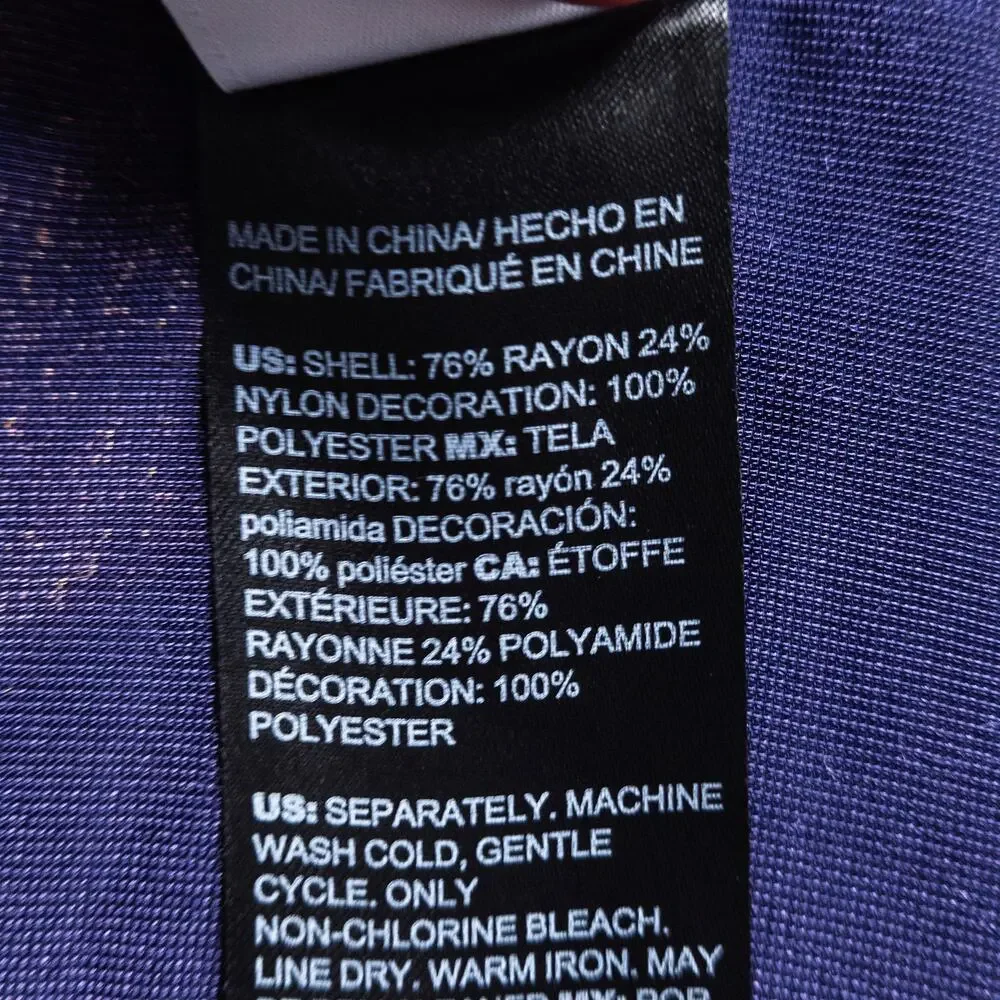 MADE IN CHINA/ HECHO EN
CHINA/ FABRIQUÉ EN CHINE
US: SHELL: 76% RAYON 24%
NYLON DECORATION: 100%
POLYESTER MX: TELA
EXTERIOR: 76% rayón 24%
poliamida DECORACIÓN:
100% poliéster CA: ÉTOFFE
EXTÉRIEURE: 76%
RAYONNE 24% POLYAMIDE
DÉCORATION: 100%
POLYESTER
US: SEPARATELY. MACHINE
WASH COLD, GENTLE
CYCLE. ONLY
NON-CHLORINE BLEACH.
LINE DRY. WARM IRON. MAY
MX: POR